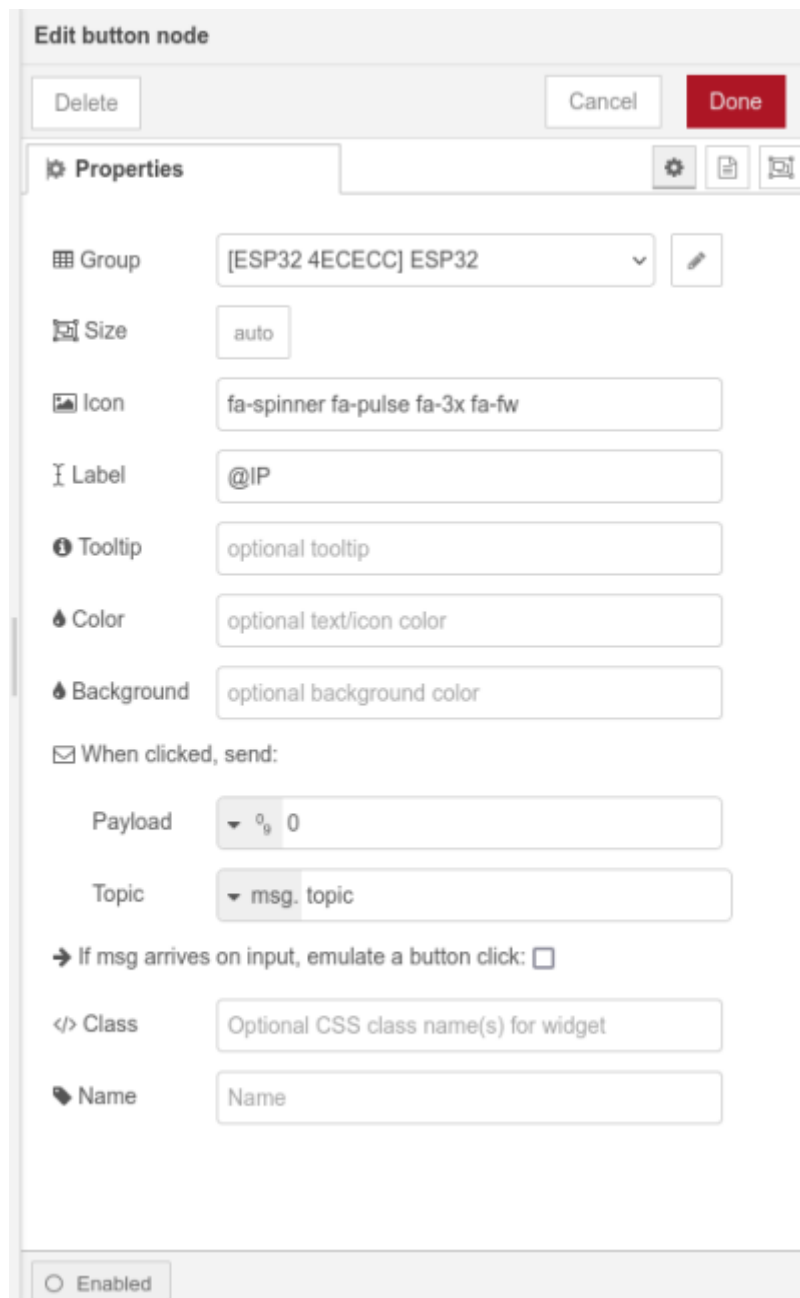 Edit button node
Delete Cancel Done
Properties
Group [ESP32 4ECECC] ESP32
Size auto
Icon fa-spinner fa-pulse fa-3x fa-fw
Label @IP
Tooltip optional tooltip
Color optional text/icon color
Background optional background color
When clicked, send:
Payload 0
Topic msg. topic
If msg arrives on input, emulate a button click:
</> Class Optional CSS class name(s) for widget
Name Name
Enabled